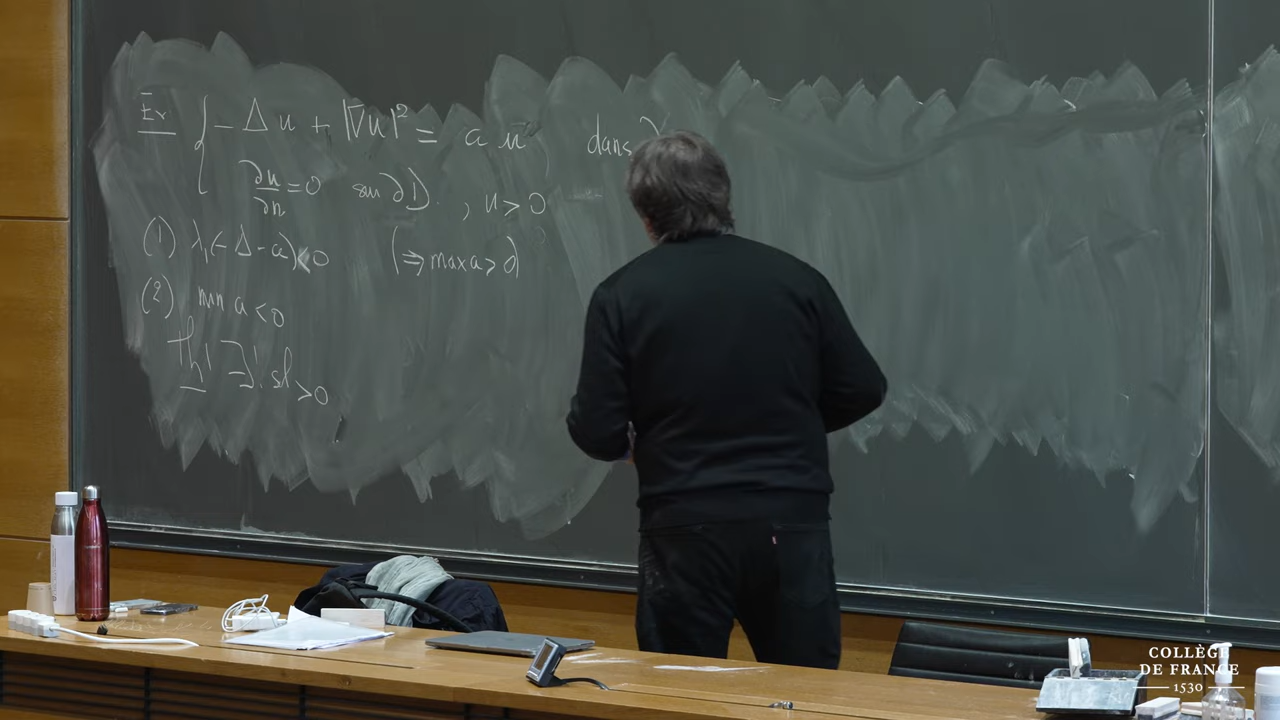 Ex { - Δu + |∇u|² = a u dans
∂u/∂n = 0 sur ∂D. , u > 0
(1) λ₁(-Δ-a) < 0 (⇒ max a > 0)
(2) min a < 0
th! ∃! sol > 0
COLLÈGE
DE FRANCE
1530